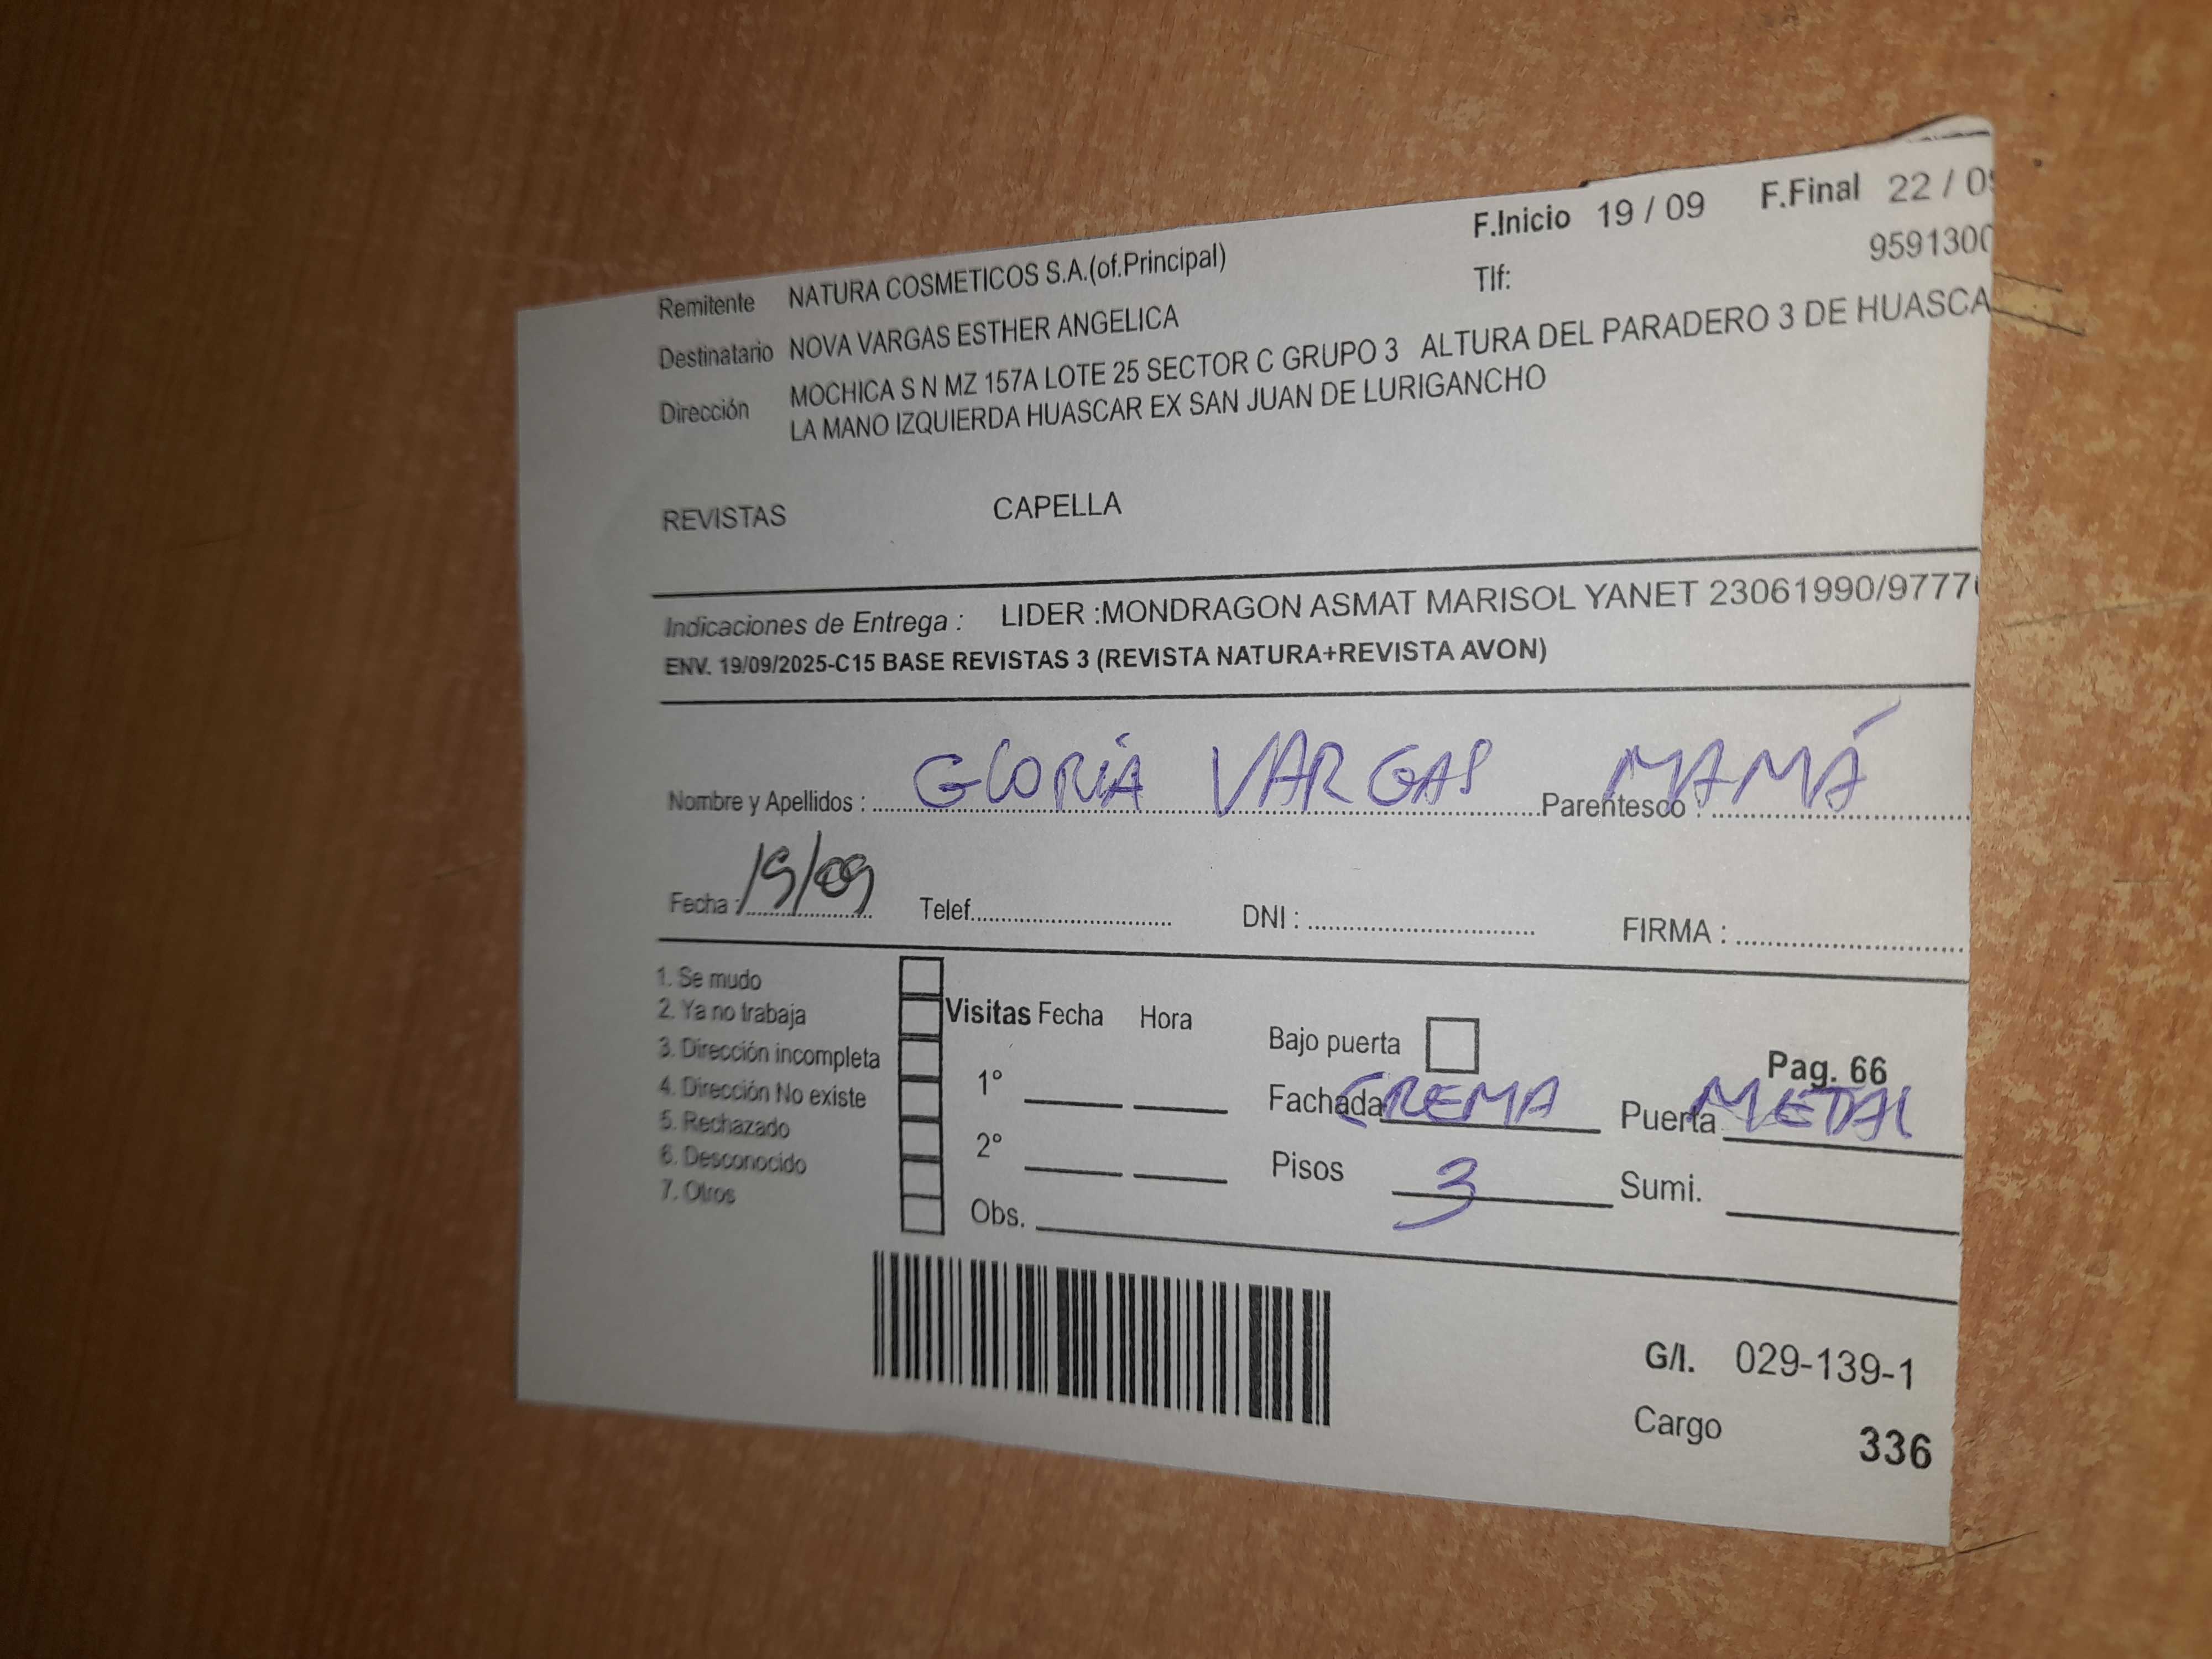 F.Inicio 19 / 09 F.Final 22 / 09
Remitente NATURA COSMETICOS S.A.(of.Principal) Tlf: 9591300
Destinatario NOVA VARGAS ESTHER ANGELICA
Dirección MOCHICA S N MZ 157A LOTE 25 SECTOR C GRUPO 3 ALTURA DEL PARADERO 3 DE HUASCA
LA MANO IZQUIERDA HUASCAR EX SAN JUAN DE LURIGANCHO
REVISTAS CAPELLA
Indicaciones de Entrega : LIDER :MONDRAGON ASMAT MARISOL YANET 23061990/9777
ENV. 19/09/2025-C15 BASE REVISTAS 3 (REVISTA NATURA+REVISTA AVON)
Nombre y Apellidos : GLORIA VARGAS Parentesco : MAMÁ
Fecha : 19/09 Telef. DNI : FIRMA :
1. Se mudo
2. Ya no trabaja
3. Dirección incompleta
4. Dirección No existe
5. Rechazado
6. Desconocido
7. Otros
Visitas Fecha Hora
1°
2°
Obs.
Bajo puerta Pag. 66
Fachada CREMA Puerta METAL
Pisos 3 Sumi.
G/I. 029-139-1
Cargo 336